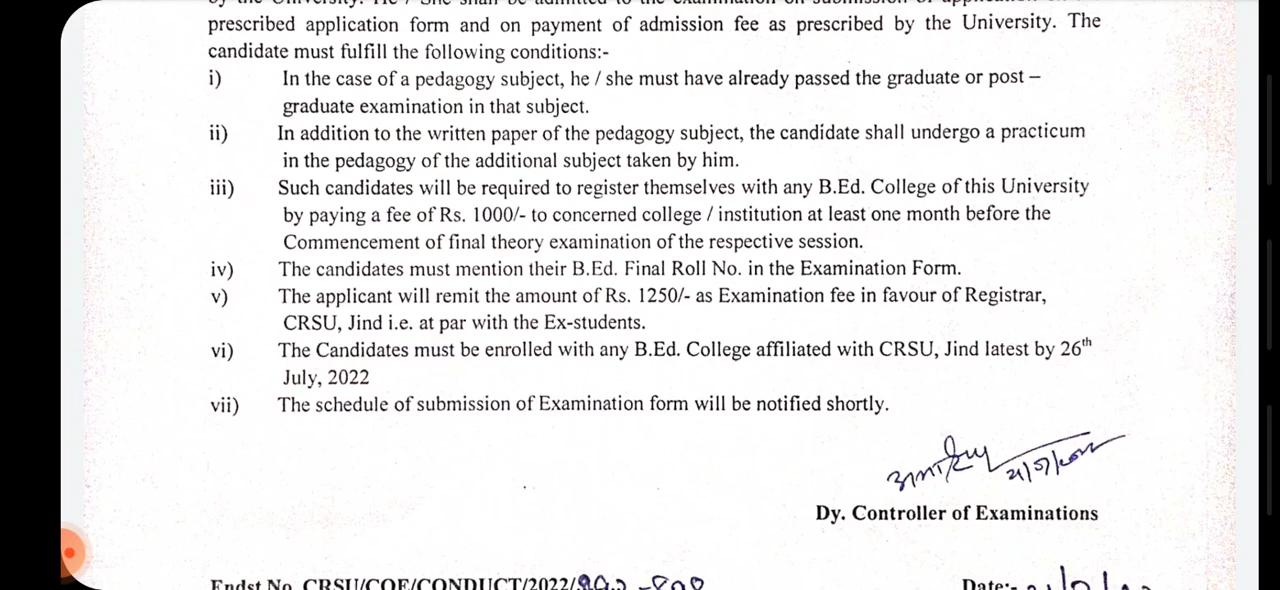 prescribed application form and on payment of admission fee as prescribed by the University. The
candidate must fulfill the following conditions:-
i) In the case of a pedagogy subject, he / she must have already passed the graduate or post –
graduate examination in that subject.
ii) In addition to the written paper of the pedagogy subject, the candidate shall undergo a practicum
in the pedagogy of the additional subject taken by him.
iii) Such candidates will be required to register themselves with any B.Ed. College of this University
by paying a fee of Rs. 1000/- to concerned college / institution at least one month before the
Commencement of final theory examination of the respective session.
iv) The candidates must mention their B.Ed. Final Roll No. in the Examination Form.
v) The applicant will remit the amount of Rs. 1250/- as Examination fee in favour of Registrar,
CRSU, Jind i.e. at par with the Ex-students.
vi) The Candidates must be enrolled with any B.Ed. College affiliated with CRSU, Jind latest by 26th
July, 2022
vii) The schedule of submission of Examination form will be notified shortly.
Dy. Controller of Examinations
Endst No. CRSU/COE/CONDUCT/2022/
Date:-